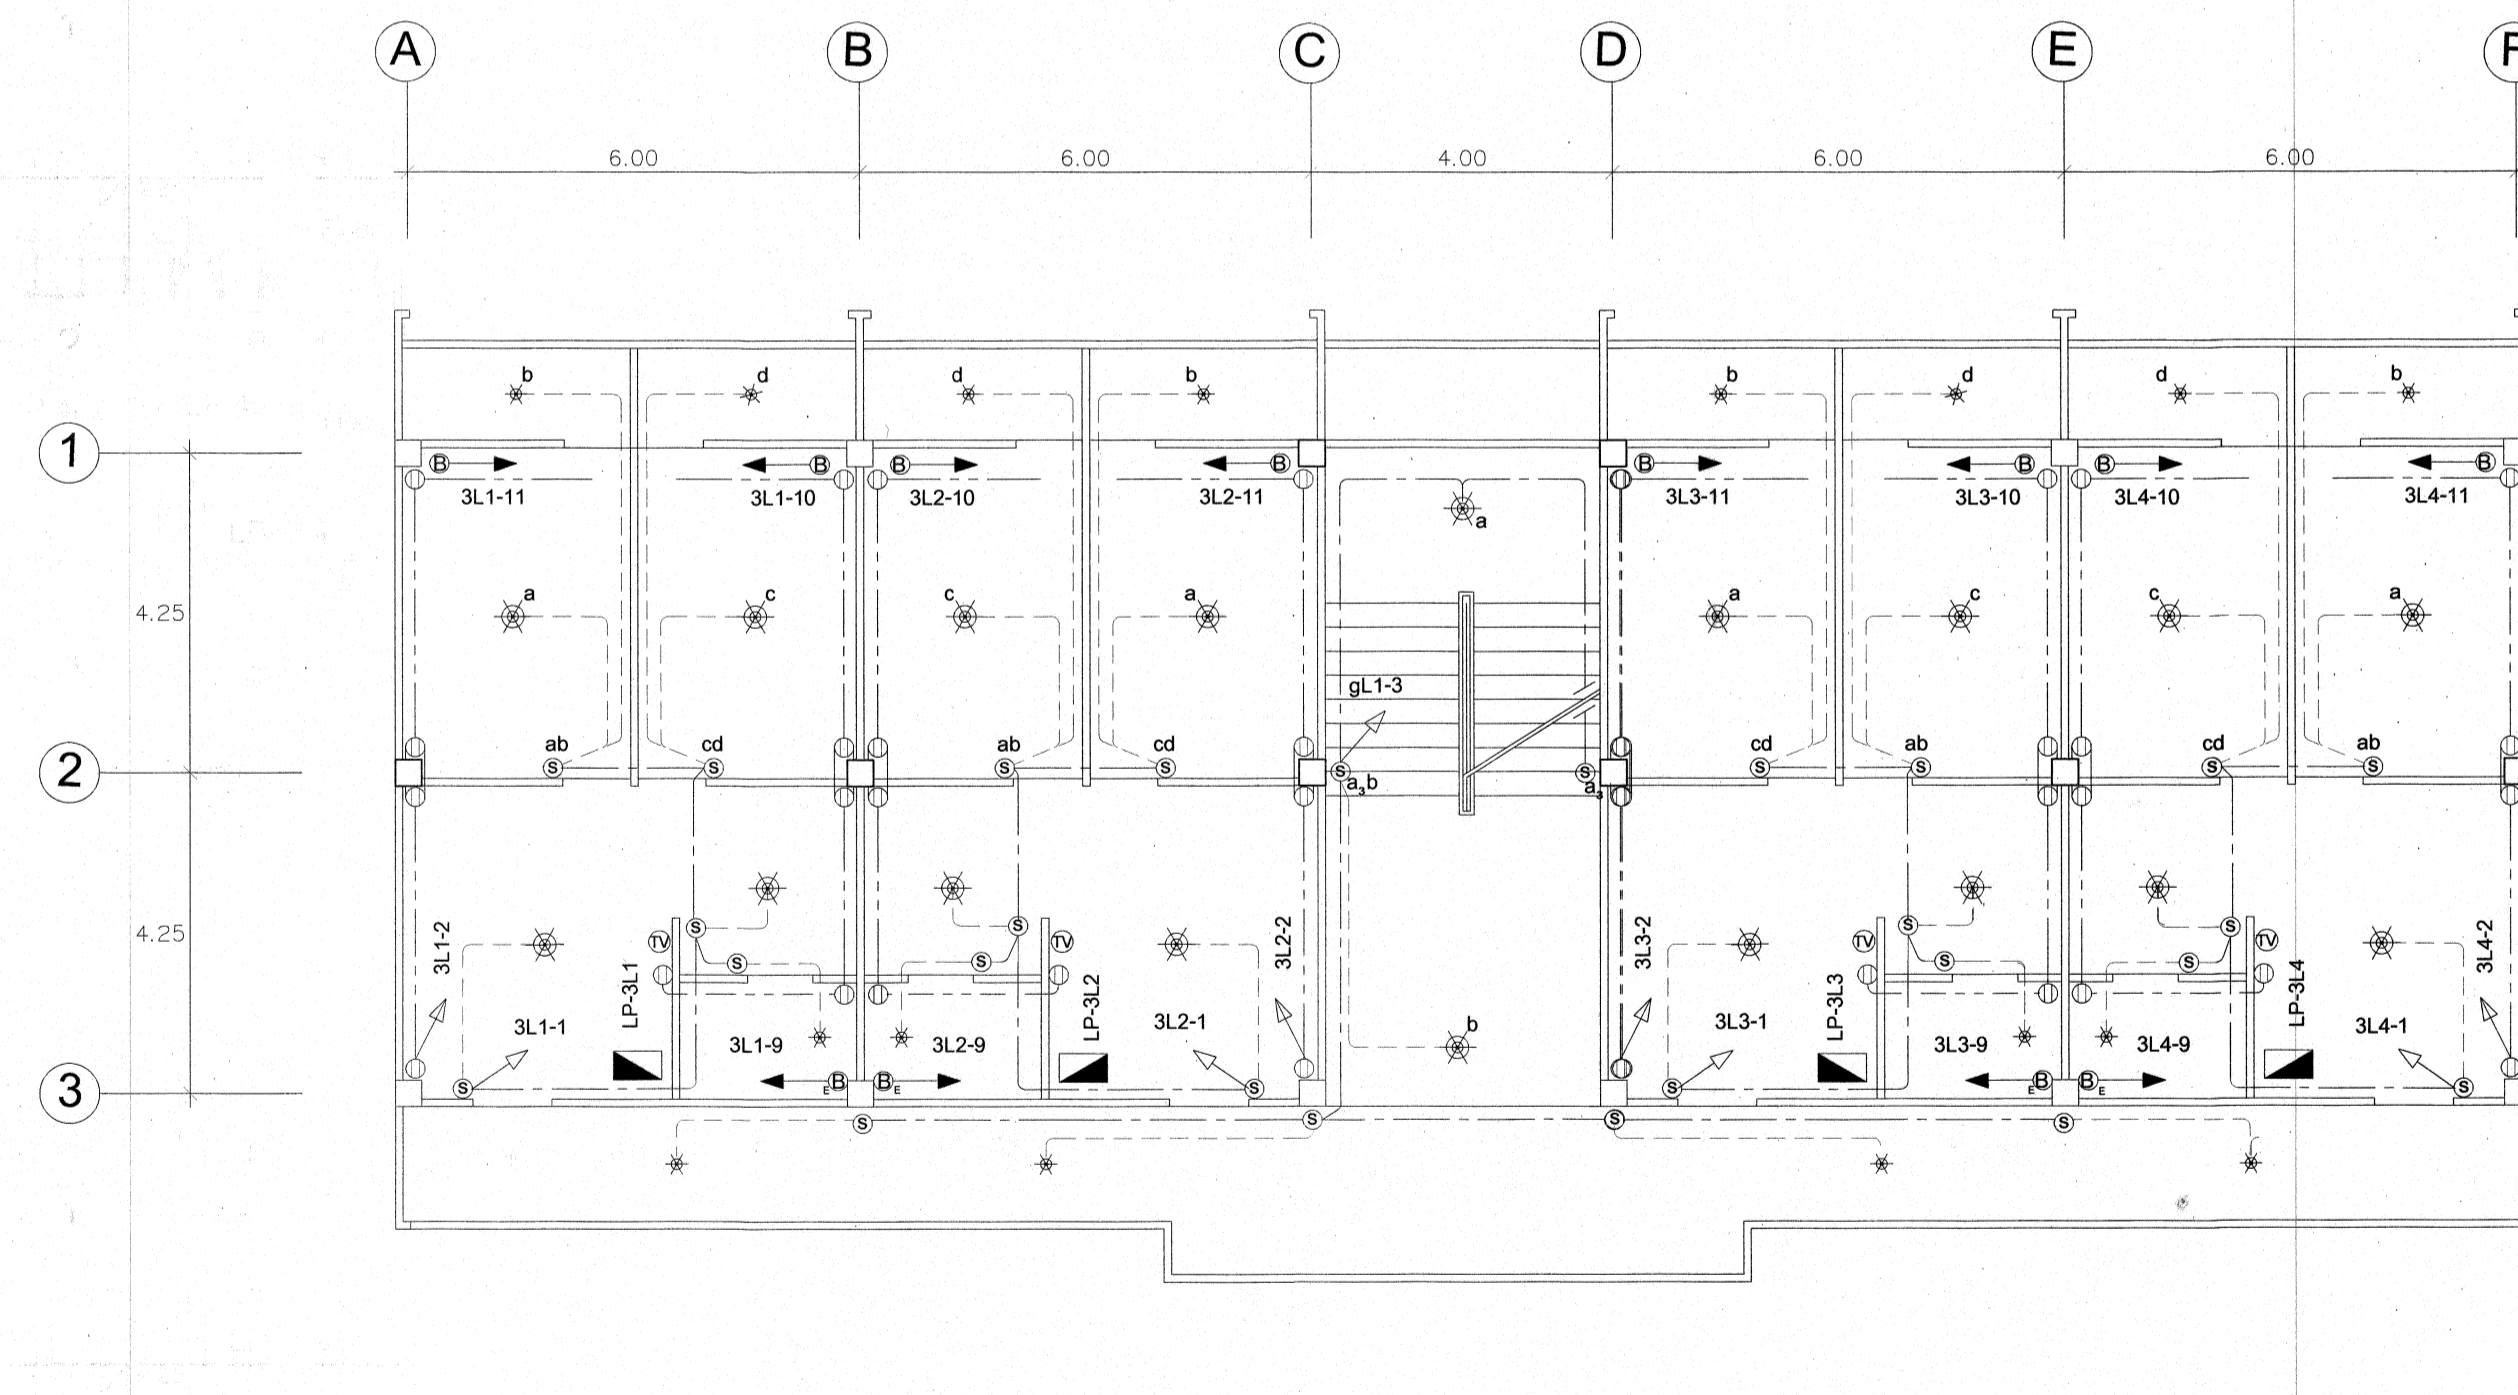 A B C D E F
6.00 6.00 4.00 6.00 6.00
b d d b b d d b
1
B B B B B B B B
3L1-11 3L1-10 3L2-10 3L2-11 3L3-11 3L3-10 3L4-10 3L4-11
a
4.25
a c c a a c c a
gL1-3
ab cd ab cd cd ab cd ab
2
S S S S S S S S S S
a₃b a₃
4.25
S S S S
TV TV TV TV
S S S S
3L1-2 3L2-2 3L3-2 3L4-2
LP-3L1 LP-3L2 LP-3L3 LP-3L4
3L1-1 3L2-1 b 3L3-1 3L4-1
3L1-9 3L2-9 3L3-9 3L4-9
3
S E B B E S S E B B E S
S S S S